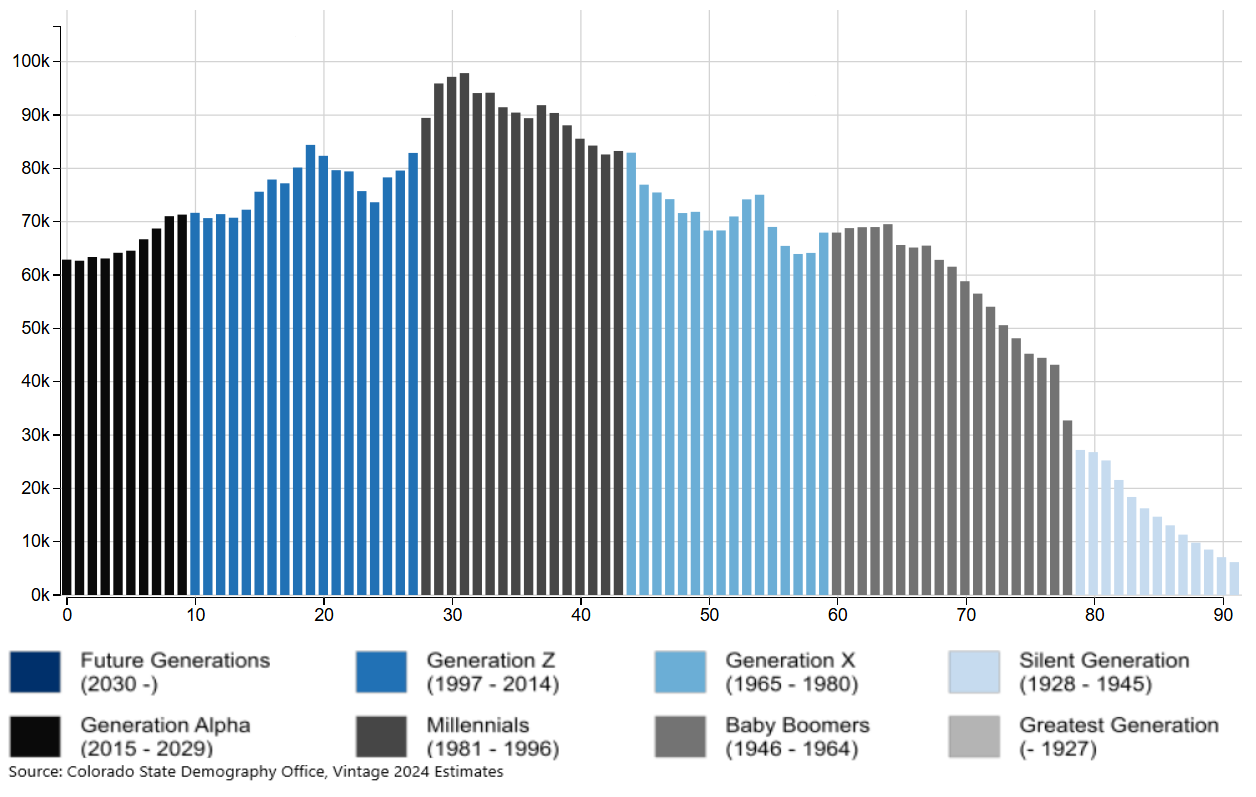 100k
90k
80k
70k
60k
50k
40k
30k
20k
10k
0k
0 10 20 30 40 50 60 70 80 90
Future Generations Generation Z Generation X Silent Generation
(2030 -) (1997 - 2014) (1965 - 1980) (1928 - 1945)
Generation Alpha Millennials Baby Boomers Greatest Generation
(2015 - 2029) (1981 - 1996) (1946 - 1964) (- 1927)
Source: Colorado State Demography Office, Vintage 2024 Estimates